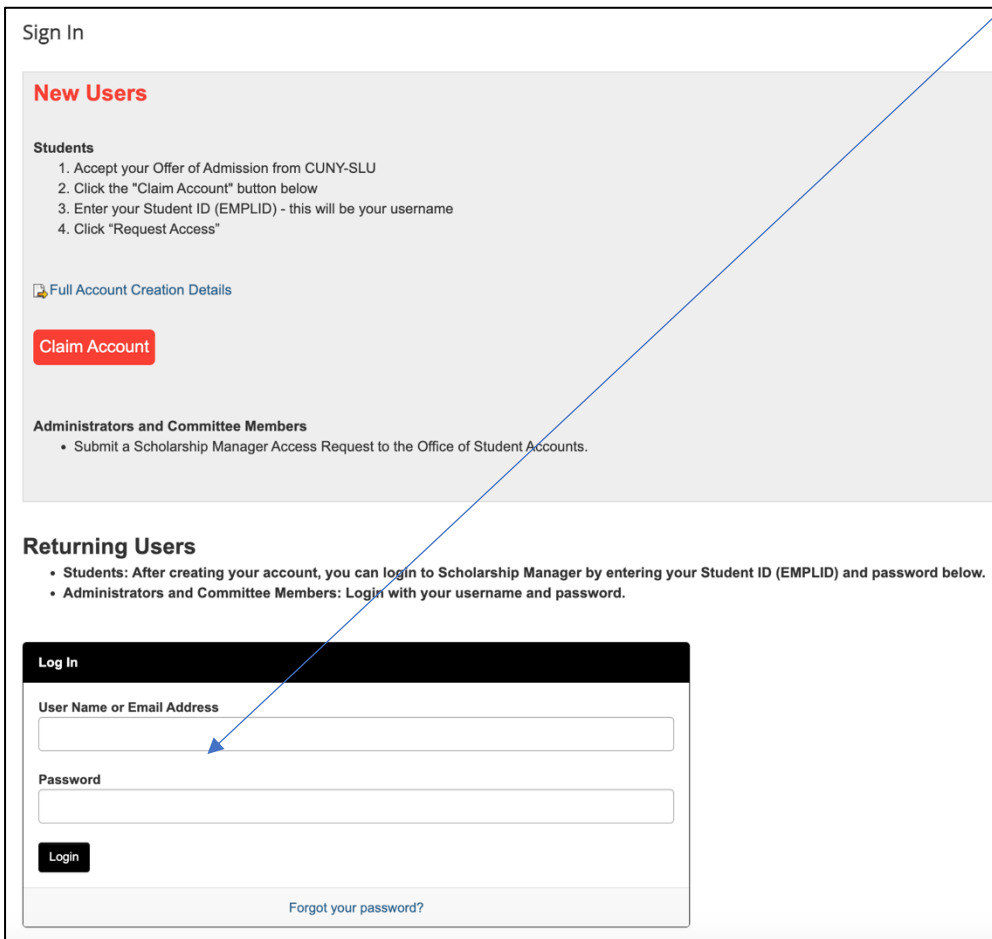 Sign In
New Users
Students
1. Accept your Offer of Admission from CUNY-SLU
2. Click the "Claim Account" button below
3. Enter your Student ID (EMPLID) - this will be your username
4. Click “Request Access”
Full Account Creation Details
Claim Account
Administrators and Committee Members
• Submit a Scholarship Manager Access Request to the Office of Student Accounts.
Returning Users
• Students: After creating your account, you can login to Scholarship Manager by entering your Student ID (EMPLID) and password below.
• Administrators and Committee Members: Login with your username and password.
Log In
User Name or Email Address
Password
Login
Forgot your password?